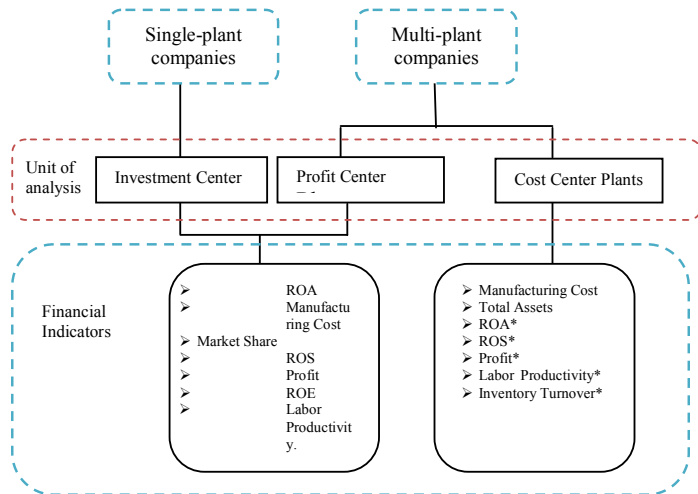 Single-plant
companies
Multi-plant
companies
Unit of
analysis
Investment Center
Profit Center
Cost Center Plants
Financial
Indicators
➢ ROA
➢ Manufactu
ring Cost
➢ Market Share
➢ ROS
➢ Profit
➢ ROE
➢ Labor
Productivit
y.
➢ Manufacturing Cost
➢ Total Assets
➢ ROA*
➢ ROS*
➢ Profit*
➢ Labor Productivity*
➢ Inventory Turnover*